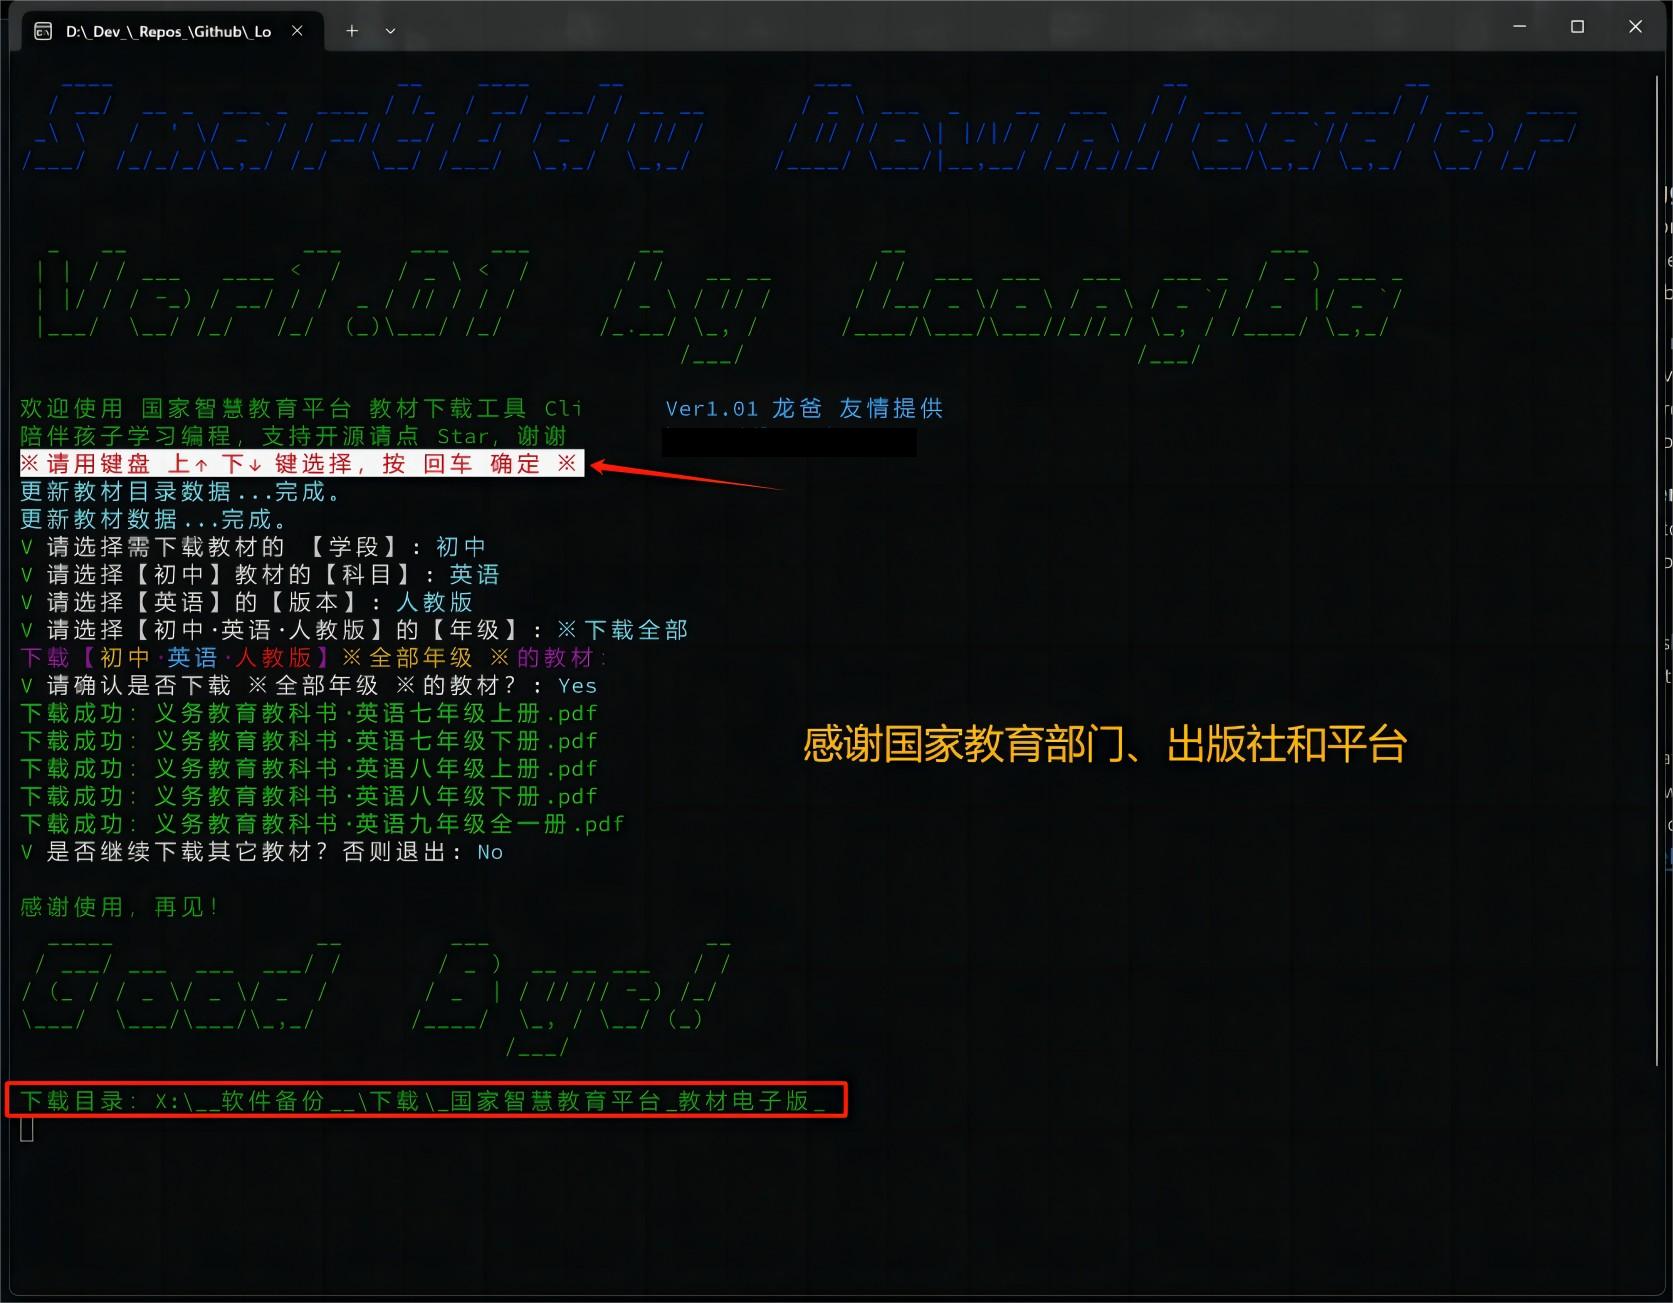 D:\_Dev_\_Repos_\Github\_Lo
SmartEdu Downloader
Ver1.01 by LoongBa
欢迎使用 国家智慧教育平台 教材下载工具 Cli Ver1.01 龙爸 友情提供
陪伴孩子学习编程, 支持开源请点 Star, 谢谢
※ 请用键盘 上↑ 下↓ 键选择, 按 回车 确定 ※
更新教材目录数据...完成。
更新教材数据...完成。
V 请选择需下载教材的 【学段】: 初中
V 请选择【初中】教材的【科目】: 英语
V 请选择【英语】的【版本】: 人教版
V 请选择【初中·英语·人教版】的【年级】: ※ 下载全部
下载【初中·英语·人教版】※ 全部年级 ※ 的教材:
V 请确认是否下载 ※ 全部年级 ※ 的教材? : Yes
下载成功: 义务教育教科书·英语七年级上册.pdf
下载成功: 义务教育教科书·英语七年级下册.pdf
感谢国家教育部门、出版社和平台
下载成功: 义务教育教科书·英语八年级上册.pdf
下载成功: 义务教育教科书·英语八年级下册.pdf
下载成功: 义务教育教科书·英语九年级全一册.pdf
V 是否继续下载其它教材? 否则退出: No
感谢使用, 再见!
Good Bye!
下载目录: X:\__软件备份__\下载\_国家智慧教育平台_教材电子版_